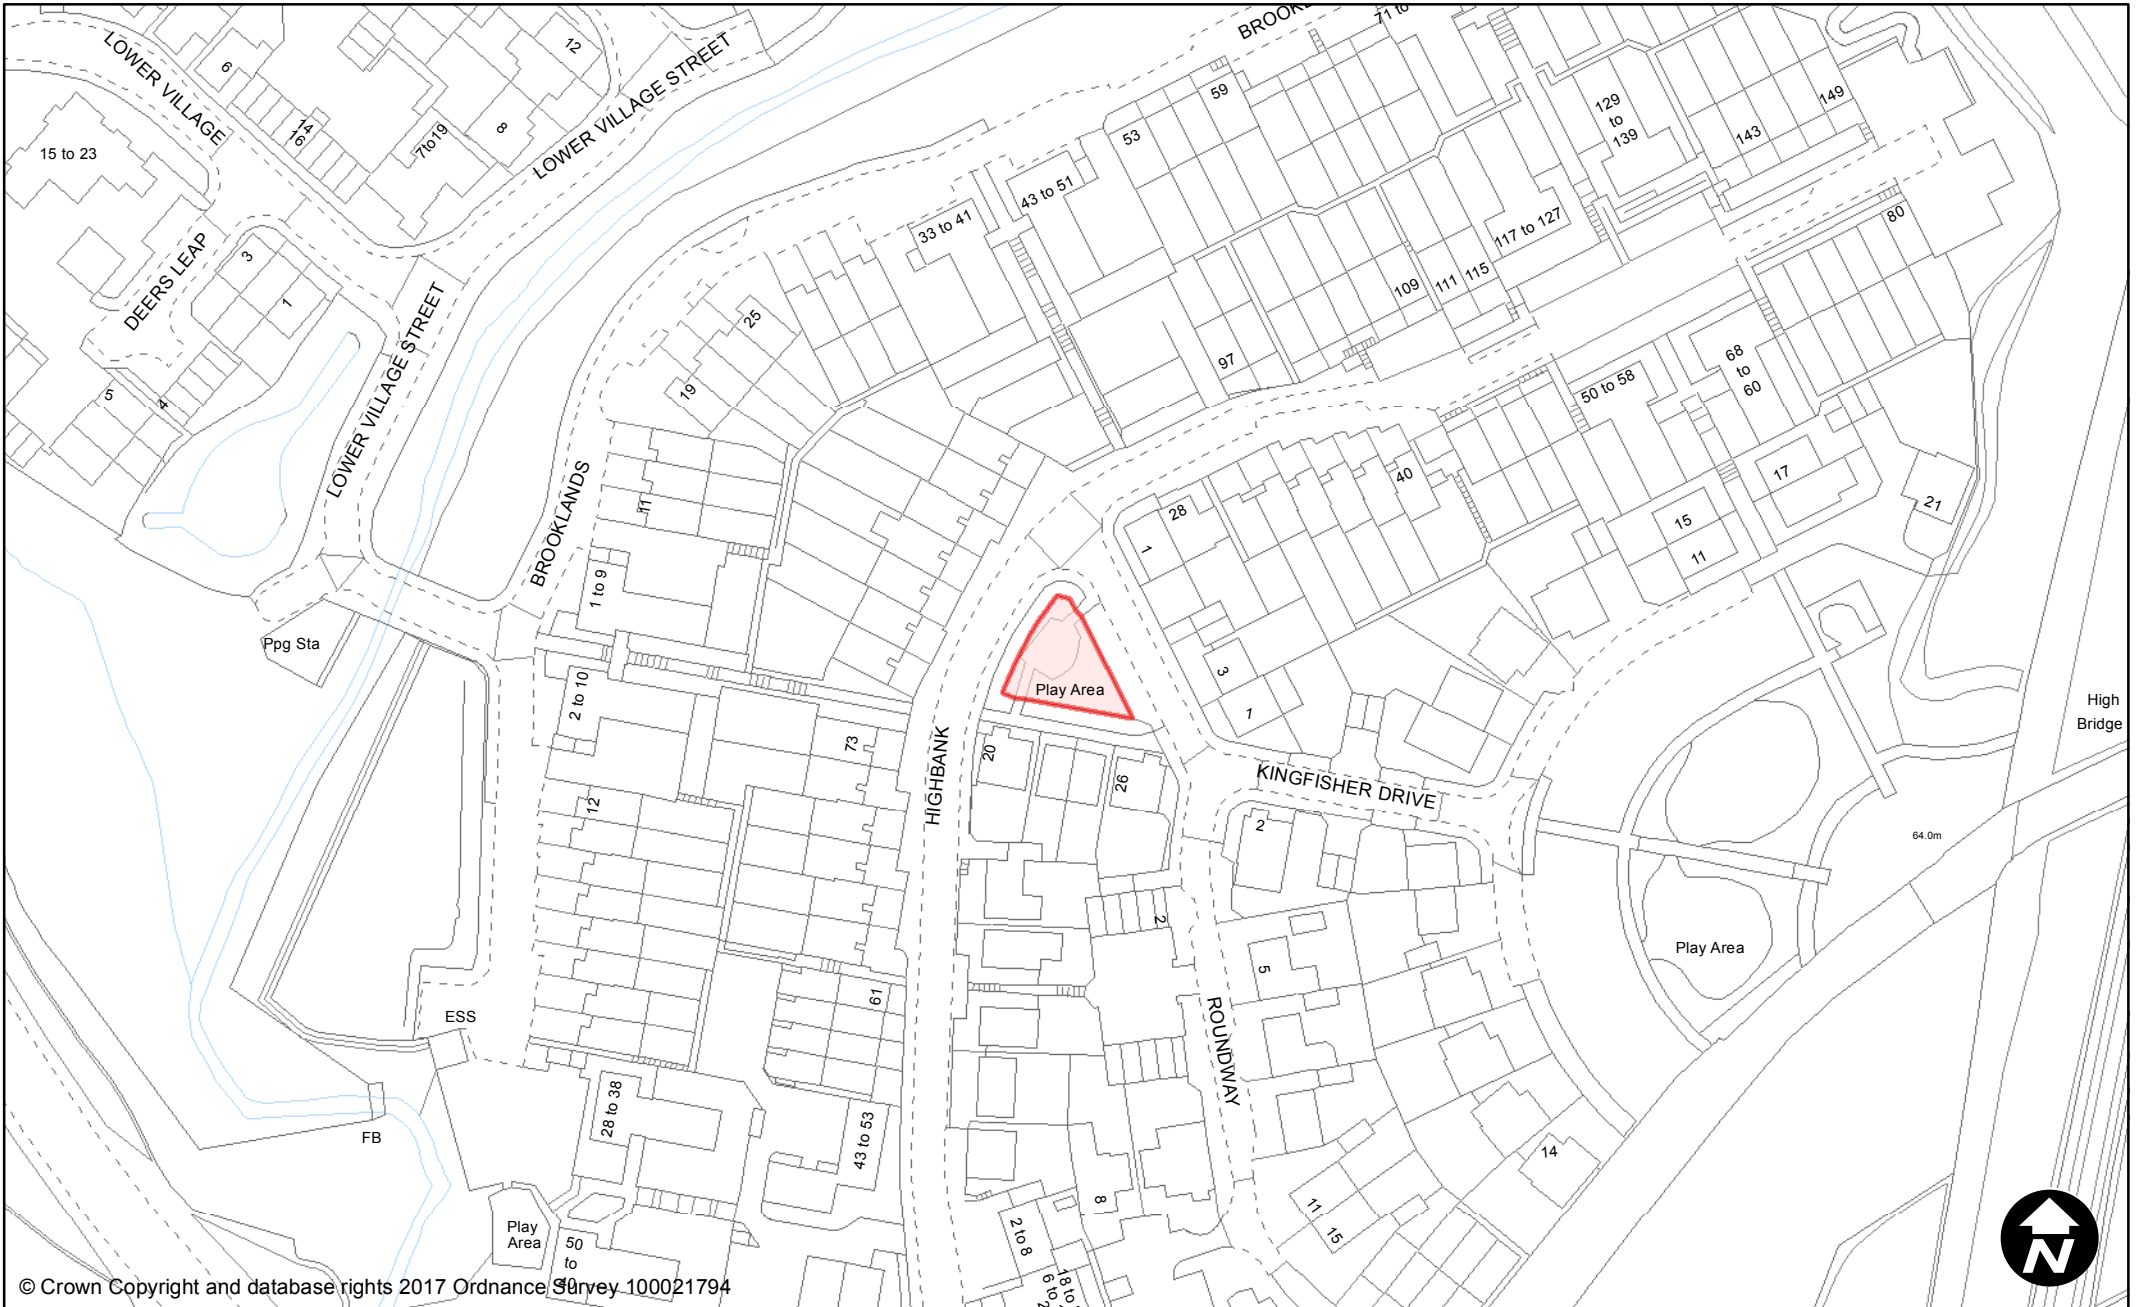 LOWER VILLAGE
6
12
14
16
7to19
8
LOWER VILLAGE STREET
15 to 23
DEERS LEAP
3
1
5
4
LOWER VILLAGE STREET
71 to
59
53
129
to
139
149
143
43 to 51
33 to 41
117 to 127
109
111
115
80
97
25
19
68
to
60
50 to 58
40
28
1
17
15
11
21
11
BROOKLANDS
1 to 9
Ppg Sta
2 to 10
Play Area
3
1
High
Bridge
73
HIGHBANK
20
26
KINGFISHER DRIVE
2
12
64.0m
2
Play Area
5
61
ROUNDWAY
ESS
28 to 38
43 to 53
FB
14
8
11
15
Play
Area
50
to
2 to 8
18 to
6 to
N
© Crown Copyright and database rights 2017 Ordnance Survey 100021794